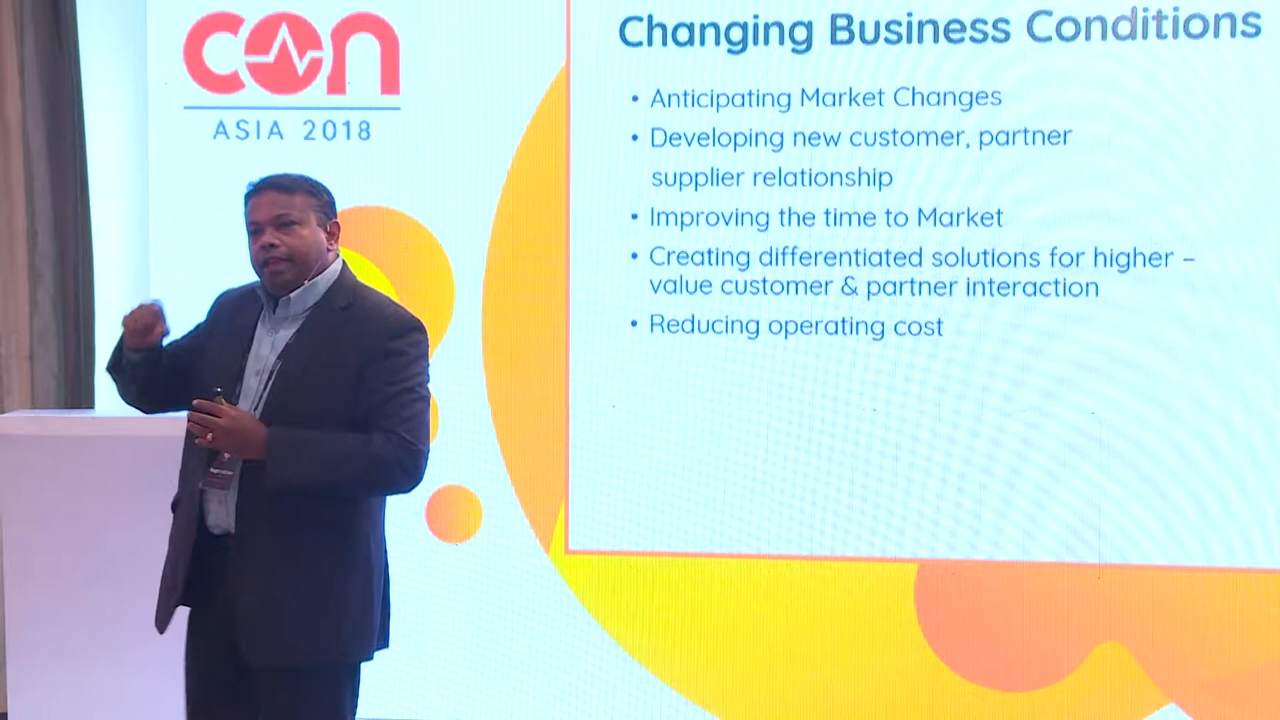 con
ASIA 2018
Changing Business Conditions
• Anticipating Market Changes
• Developing new customer, partner
supplier relationship
• Improving the time to Market
• Creating differentiated solutions for higher –
value customer & partner interaction
• Reducing operating cost